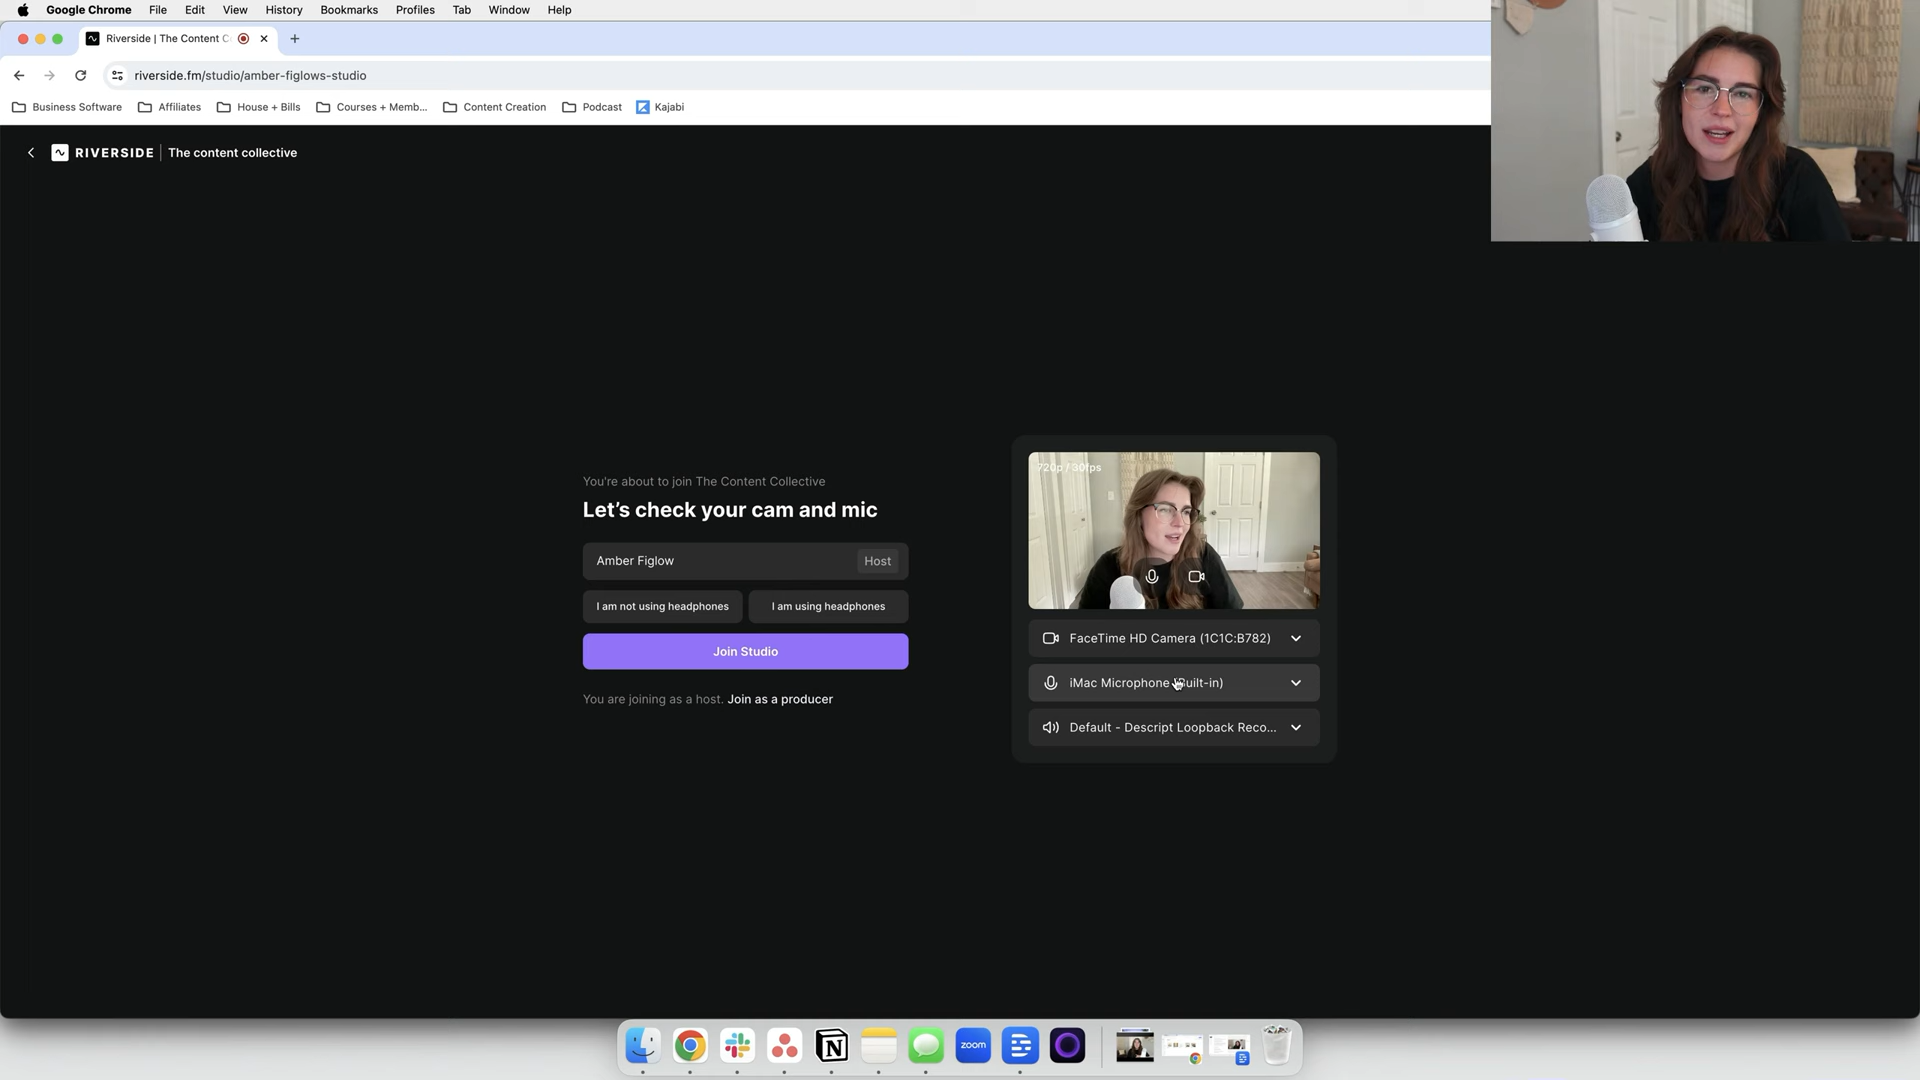 Google Chrome File Edit View History Bookmarks Profiles Tab Window Help
Riverside | The Content C
riverside.fm/studio/amber-figlows-studio
Business Software Affiliates House + Bills Courses + Memb... Content Creation Podcast Kajabi
RIVERSIDE The content collective
You're about to join The Content Collective
Let's check your cam and mic
Amber Figlow Host
I am not using headphones I am using headphones
Join Studio
You are joining as a host. Join as a producer
720p / 30fps
FaceTime HD Camera (1C1C:B782)
iMac Microphone (Built-in)
Default - Descript Loopback Reco...
zoom